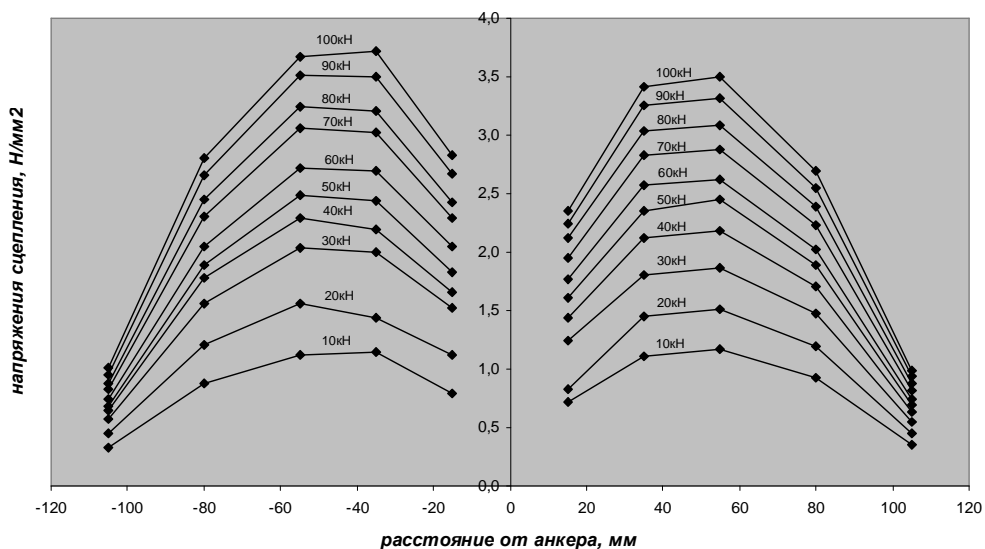 напряжения сцепления, Н/мм2
4,0
3,5
3,0
2,5
2,0
1,5
1,0
0,5
0,0
100кН
90кН
80кН
70кН
60кН
50кН
40кН
30кН
20кН
10кН
100кН
90кН
80кН
70кН
60кН
50кН
40кН
30кН
20кН
10кН
-120 -100 -80 -60 -40 -20 0 20 40 60 80 100 120
расстояние от анкера, мм